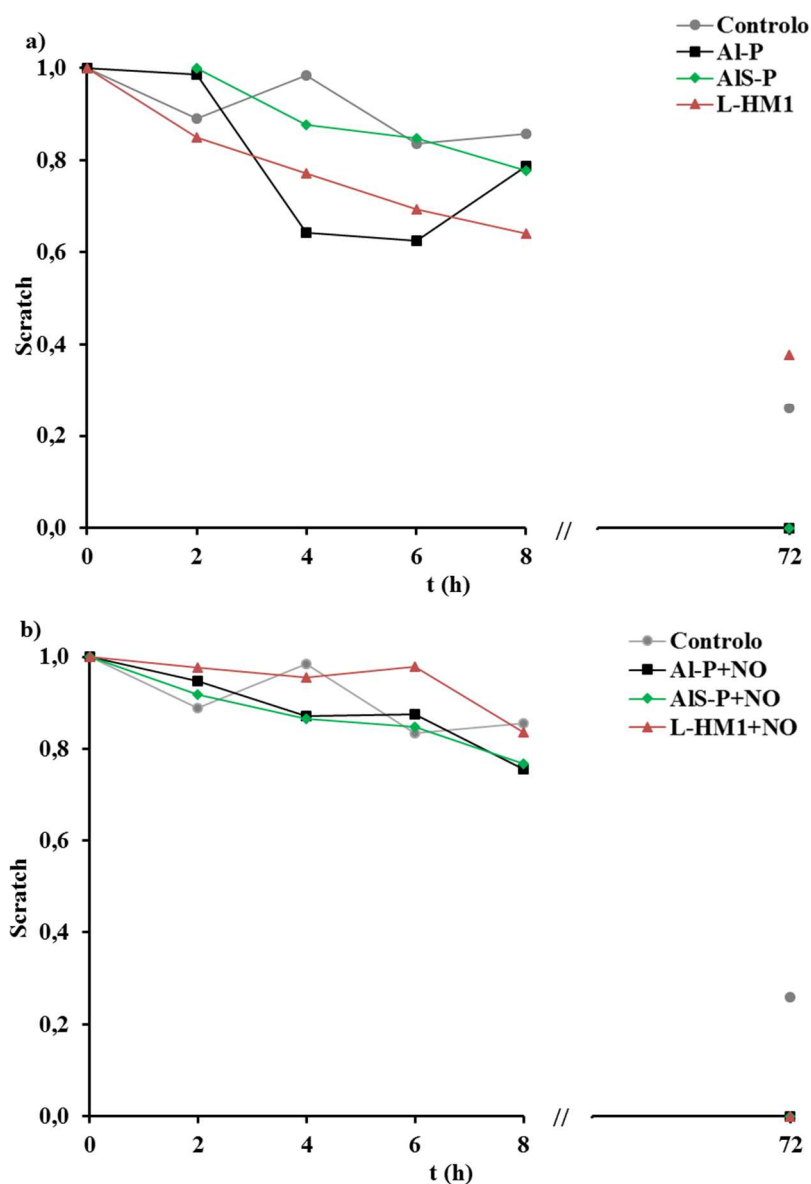 a)
Controlo
Al-P
AlS-P
L-HM1
1,0
0,8
0,6
0,4
0,2
0,0
Scratch
0
2
4
6
8
//
72
t (h)
b)
Controlo
Al-P+NO
AlS-P+NO
L-HM1+NO
1,0
0,8
0,6
0,4
0,2
0,0
Scratch
0
2
4
6
8
//
72
t (h)